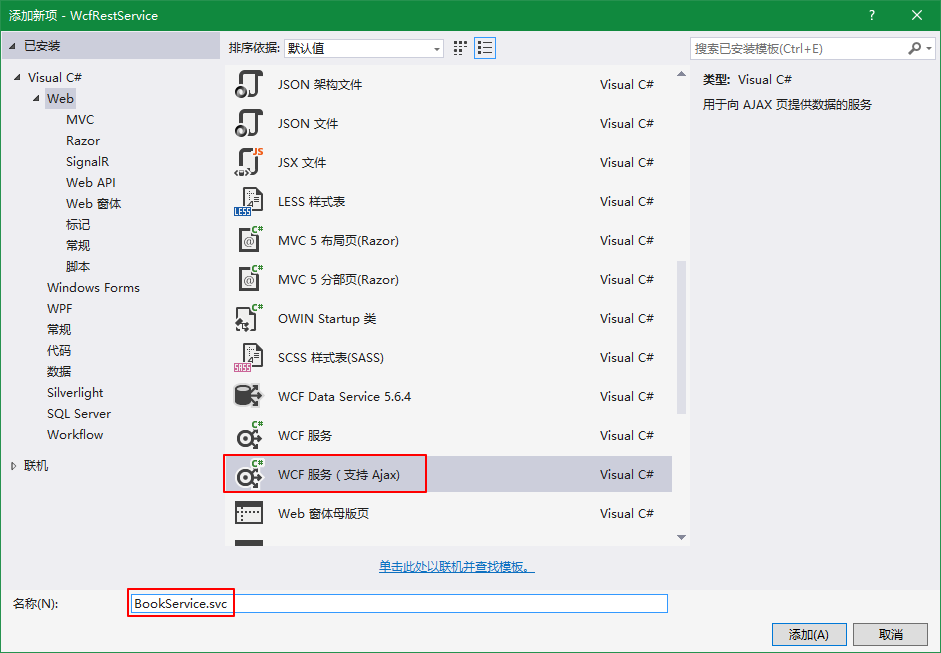 添加新项 - WcfRestService
?
已安装
Visual C#
Web
MVC
Razor
SignalR
Web API
Web 窗体
标记
常规
脚本
Windows Forms
WPF
常规
代码
数据
Silverlight
SQL Server
Workflow
联机
排序依据: 默认值
JSON 架构文件 Visual C#
JSON 文件 Visual C#
JS JSX 文件 Visual C#
LESS LESS 样式表 Visual C#
C# @ MVC 5 布局页(Razor) Visual C#
C# @ MVC 5 分部页(Razor) Visual C#
C# OWIN Startup 类 Visual C#
SASS SCSS 样式表(SASS) Visual C#
WCF Data Service 5.6.4 Visual C#
C# WCF 服务 Visual C#
C# WCF 服务（支持 Ajax) Visual C#
Web 窗体母版页 Visual C#
单击此处以联机并查找模板。
搜索已安装模板(Ctrl+E)
类型: Visual C#
用于向 AJAX 页提供数据的服务
名称(N): BookService.svc
添加(A) 取消